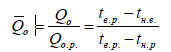 Q̅ₒ |= Qₒ / Qₒ.ₚ. = (tв.р. − tн.в.) / (tв.р. − tн.р)